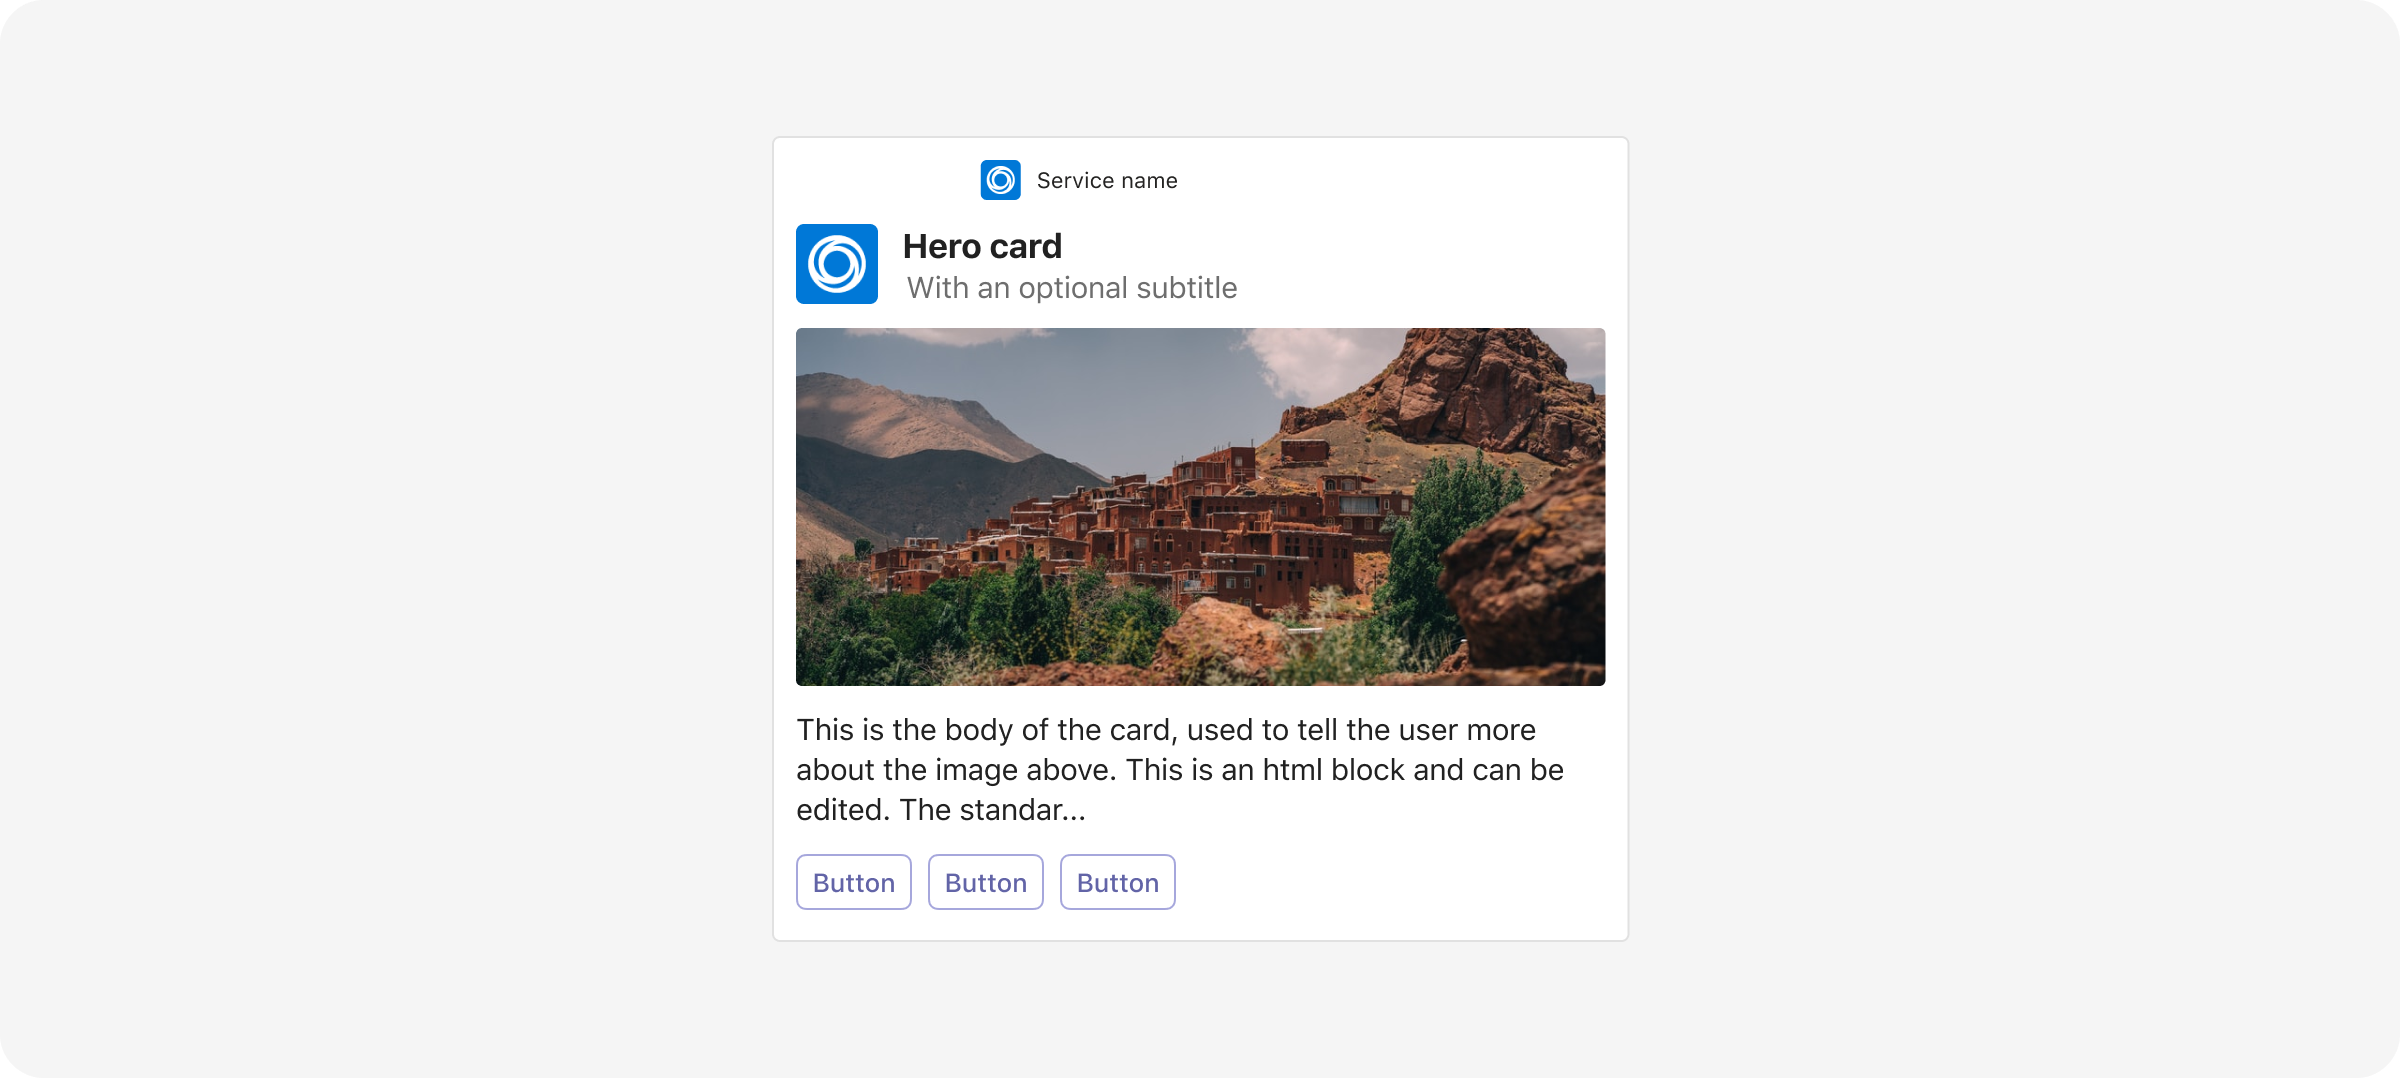 Service name
Hero card
With an optional subtitle
This is the body of the card, used to tell the user more
about the image above. This is an html block and can be
edited. The standar...
Button Button Button